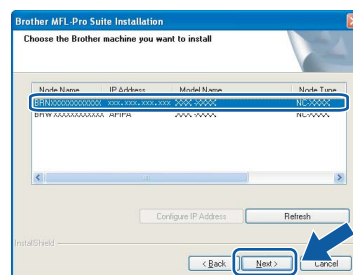 Brother MFL-Pro Suite Installation
Choose the Brother machine you want to install
Node Name IP Address Model Name Node Type
BRNXXXXXXXXXXXX xxx.xxx.xxx.xxx XXX-XXXX NC-XXXX
BRWXXXXXXXXXXXX APIPA XXX-XXXX NC-XXXX
Configure IP Address Refresh
InstallShield
< Back Next > Cancel